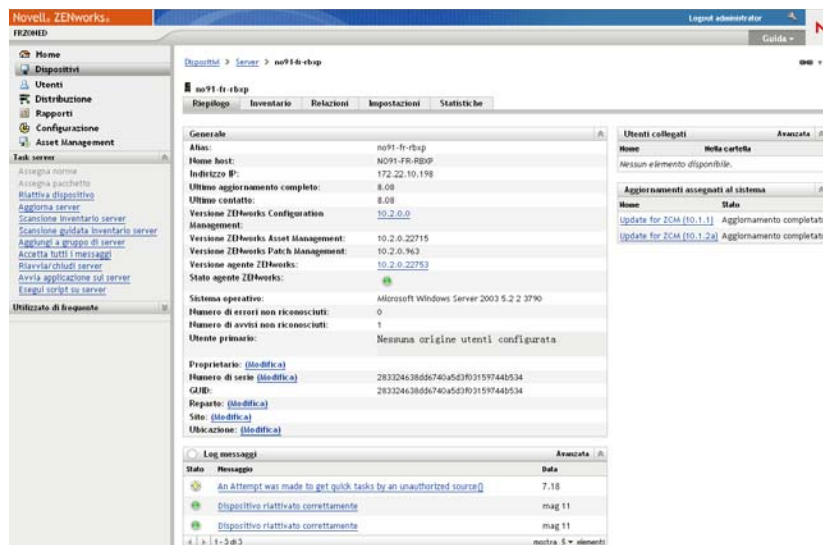 Novell® ZENworks®
Logout administrator
FRZONED
Guida
Home
Dispositivi
Utenti
Distribuzione
Rapporti
Configurazione
Asset Management
Task server
Assegna norme
Assegna pacchetto
Riattiva dispositivo
Aggiorna server
Scansione inventario server
Scansione guidata inventario server
Aggiungi a gruppo di server
Accetta tutti i messaggi
Riavvia/chiudi server
Avvia applicazione sul server
Esegui script su server
Utilizzato di frequente
Dispositivi > Server > no91-fr-rbxp
no91-fr-rbxp
Riepilogo Inventario Relazioni Impostazioni Statistiche
Generale
Alias: no91-fr-rbxp
Nome host: NO91-FR-RBXP
Indirizzo IP: 172.22.10.198
Ultimo aggiornamento completo: 8.08
Ultimo contatto: 8.08
Versione ZENworks Configuration Management: 10.2.0.0
Versione ZENworks Asset Management: 10.2.0.22715
Versione ZENworks Patch Management: 10.2.0.963
Versione agente ZENworks: 10.2.0.22753
Stato agente ZENworks:
Sistema operativo: Microsoft Windows Server 2003 5.2 2 3790
Numero di errori non riconosciuti: 0
Numero di avvisi non riconosciuti: 1
Utente primario: Nessuna origine utenti configurata
Proprietario: (Modifica)
Numero di serie (Modifica) 283324638dd6740a5d3f03159744b534
GUID: 283324638dd6740a5d3f03159744b534
Reparto: (Modifica)
Sito: (Modifica)
Ubicazione: (Modifica)
Log messaggi Avanzata
Stato Messaggio Data
An Attempt was made to get quick tasks by an unauthorized source() 7.18
Dispositivo riattivato correttamente mag 11
Dispositivo riattivato correttamente mag 11
1 - 3 di 3 mostra 5 elementi
Utenti collegati Avanzata
Nome Nella cartella
Nessun elemento disponibile.
Aggiornamenti assegnati al sistema
Nome Stato
Update for ZCM (10.1.1) Aggiornamento completat
Update for ZCM (10.1.2a) Aggiornamento completat